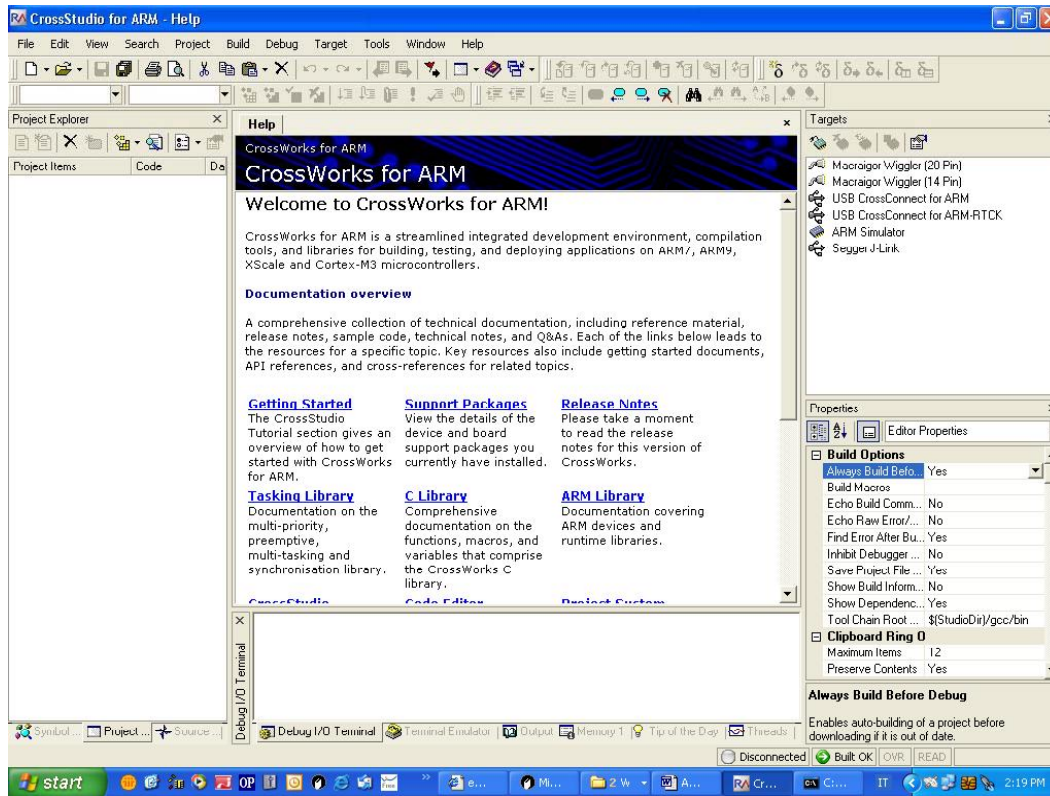 CrossStudio for ARM - Help
File Edit View Search Project Build Debug Target Tools Window Help
Project Explorer
Project Items Code Da
Help
CrossWorks for ARM
CrossWorks for ARM
Welcome to CrossWorks for ARM!
CrossWorks for ARM is a streamlined integrated development environment, compilation
tools, and libraries for building, testing, and deploying applications on ARM7, ARM9,
XScale and Cortex-M3 microcontrollers.
Documentation overview
A comprehensive collection of technical documentation, including reference material,
release notes, sample code, technical notes, and Q&As. Each of the links below leads to
the resources for a specific topic. Key resources also include getting started documents,
API references, and cross-references for related topics.
Getting Started
The CrossStudio
Tutorial section gives an
overview of how to get
started with CrossWorks
for ARM.
Support Packages
View the details of the
device and board
support packages you
currently have installed.
Release Notes
Please take a moment
to read the release
notes for this version of
CrossWorks.
Tasking Library
Documentation on the
multi-priority,
preemptive,
multi-tasking and
synchronisation library.
C Library
Comprehensive
documentation on the
functions, macros, and
variables that comprise
the CrossWorks C
library.
ARM Library
Documentation covering
ARM devices and
runtime libraries.
CrossStudio Code Editor Project System
Targets
Macraigor Wiggler (20 Pin)
Macraigor Wiggler (14 Pin)
USB CrossConnect for ARM
USB CrossConnect for ARM-RTCK
ARM Simulator
Segger J-Link
Properties
Editor Properties
Build Options
Always Build Befo... Yes
Build Macros
Echo Build Comm... No
Echo Raw Error/... No
Find Error After Bu... Yes
Inhibit Debugger ... No
Save Project File ... Yes
Show Build Inform... No
Show Dependenc... Yes
Tool Chain Root ... $(StudioDir)/gcc/bin
Clipboard Ring O
Maximum Items 12
Preserve Contents Yes
Always Build Before Debug
Enables auto-building of a project before
downloading if it is out of date.
Debug I/O Terminal
Symbol ... Project ... Source ...
Debug I/O Terminal Terminal Emulator Output Memory 1 Tip of the Day Threads
Disconnected Built OK OVR READ
start OP e... Mi... 2 W A... Cr... C:... IT 2:19 PM